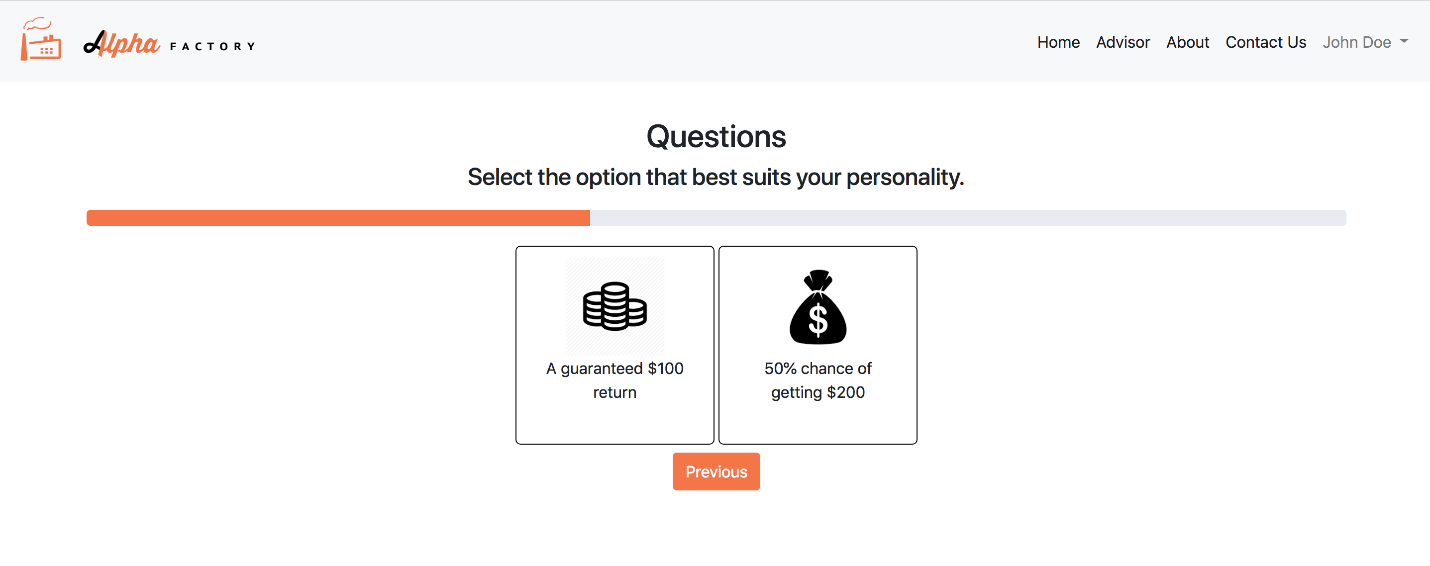 Alpha FACTORY
Home Advisor About Contact Us John Doe
Questions
Select the option that best suits your personality.
A guaranteed $100
return
$
50% chance of
getting $200
Previous